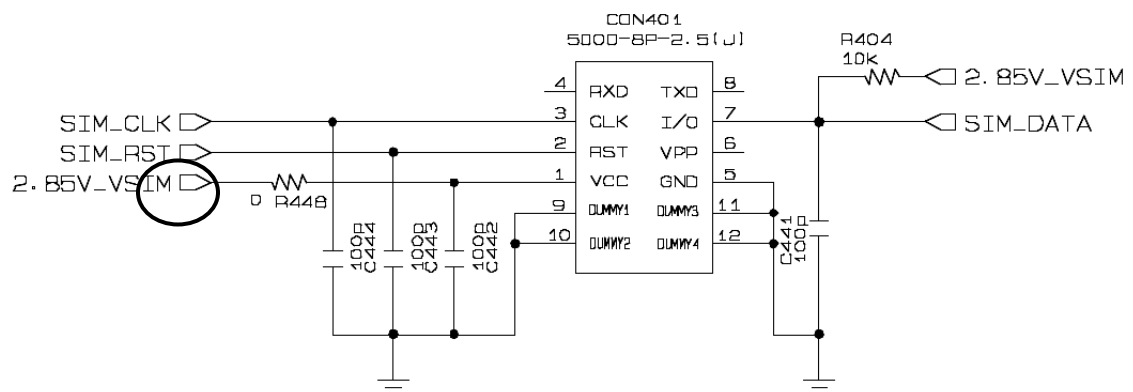 CON401
5000-8P-2.5(J)
R404
10K
2.85V_VSIM
4 RXD TXD 8
SIM_CLK 3 CLK I/O 7 SIM_DATA
SIM_RST 2 RST VPP 6
2.85V_VSIM 1 VCC GND 5
0 R448
9 DUMMY1 DUMMY3 11
10 DUMMY2 DUMMY4 12
100p
C444
100p
C443
100p
C442
C441
100p